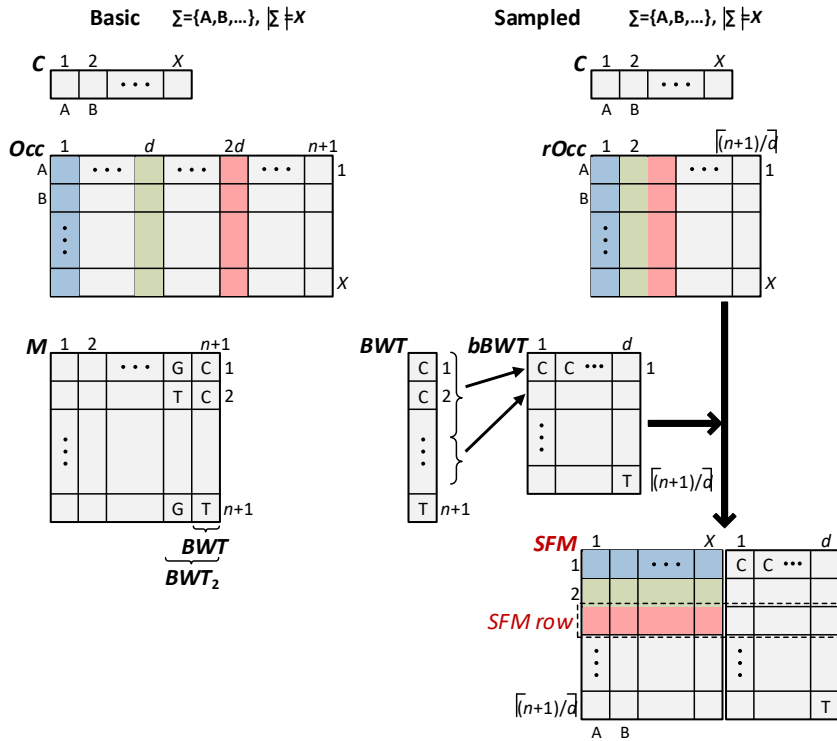 Basic Σ={A,B,...}, |Σ|=X
C
1 2 X
• • •
A B
Occ
1 d 2d n+1
A • • • • • • • • • 1
B
⋮
X
M
1 2 n+1
• • • G C 1
T C 2
⋮
G T n+1
BWT
BWT₂
Sampled Σ={A,B,...}, |Σ|=X
C
1 2 X
• • •
A B
rOcc
1 2 ⌈(n+1)/d⌉
A • • • 1
B
⋮
X
BWT
C 1
C 2
⋮
T n+1
bBWT
1 d
C C ••• 1
⋮
T ⌈(n+1)/d⌉
SFM
1 X 1 d
1 • • • C C •••
2
SFM row
⋮ ⋮
⌈(n+1)/d⌉ T
A B